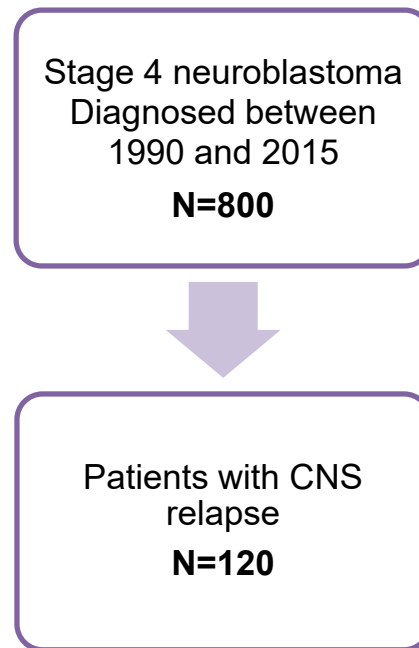 Stage 4 neuroblastoma
Diagnosed between
1990 and 2015
N=800
Patients with CNS
relapse
N=120